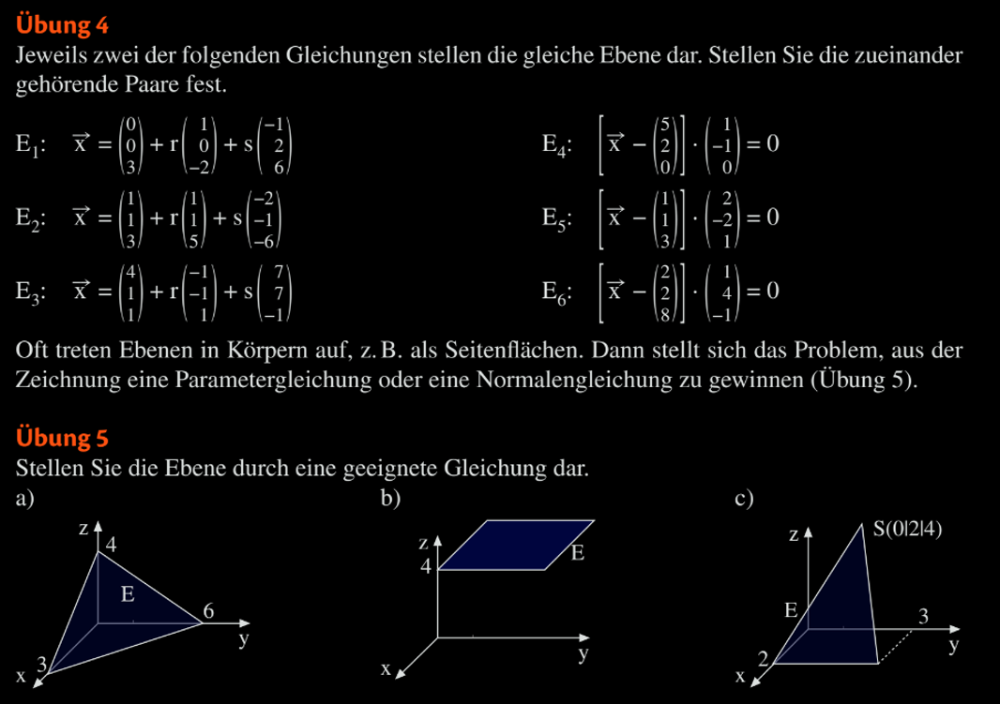 Übung 4
Jeweils zwei der folgenden Gleichungen stellen die gleiche Ebene dar. Stellen Sie die zueinander
gehörende Paare fest.
E₁: x⃗ = (0 0 3) + r(1 0 –2) + s(–1 2 6)
E₄: [x⃗ – (5 2 0)] · (1 –1 0) = 0
E₂: x⃗ = (1 1 3) + r(1 1 5) + s(–2 –1 –6)
E₅: [x⃗ – (1 1 3)] · (2 –2 1) = 0
E₃: x⃗ = (4 1 1) + r(–1 –1 1) + s(7 7 –1)
E₆: [x⃗ – (2 2 8)] · (1 4 –1) = 0
Oft treten Ebenen in Körpern auf, z. B. als Seitenflächen. Dann stellt sich das Problem, aus der
Zeichnung eine Parametergleichung oder eine Normalengleichung zu gewinnen (Übung 5).
Übung 5
Stellen Sie die Ebene durch eine geeignete Gleichung dar.
a)
z
4
E
6
y
3
x
b)
z
4
E
y
x
c)
z
S(0|2|4)
E
3
y
2
x